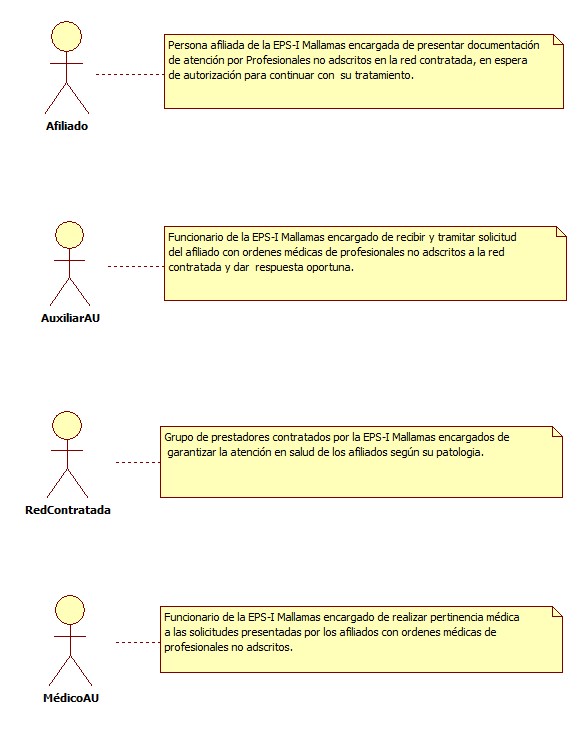 Persona afiliada de la EPS-I Mallamas encargada de presentar documentación
de atención por Profesionales no adscritos en la red contratada, en espera
de autorización para continuar con su tratamiento.
Afiliado
Funcionario de la EPS-I Mallamas encargado de recibir y tramitar solicitud
del afiliado con ordenes médicas de profesionales no adscritos a la red
contratada y dar respuesta oportuna.
AuxiliarAU
Grupo de prestadores contratados por la EPS-I Mallamas encargados de
garantizar la atención en salud de los afiliados según su patologia.
RedContratada
Funcionario de la EPS-I Mallamas encargado de realizar pertinencia médica
a las solicitudes presentadas por los afiliados con ordenes médicas de
profesionales no adscritos.
MédicoAU